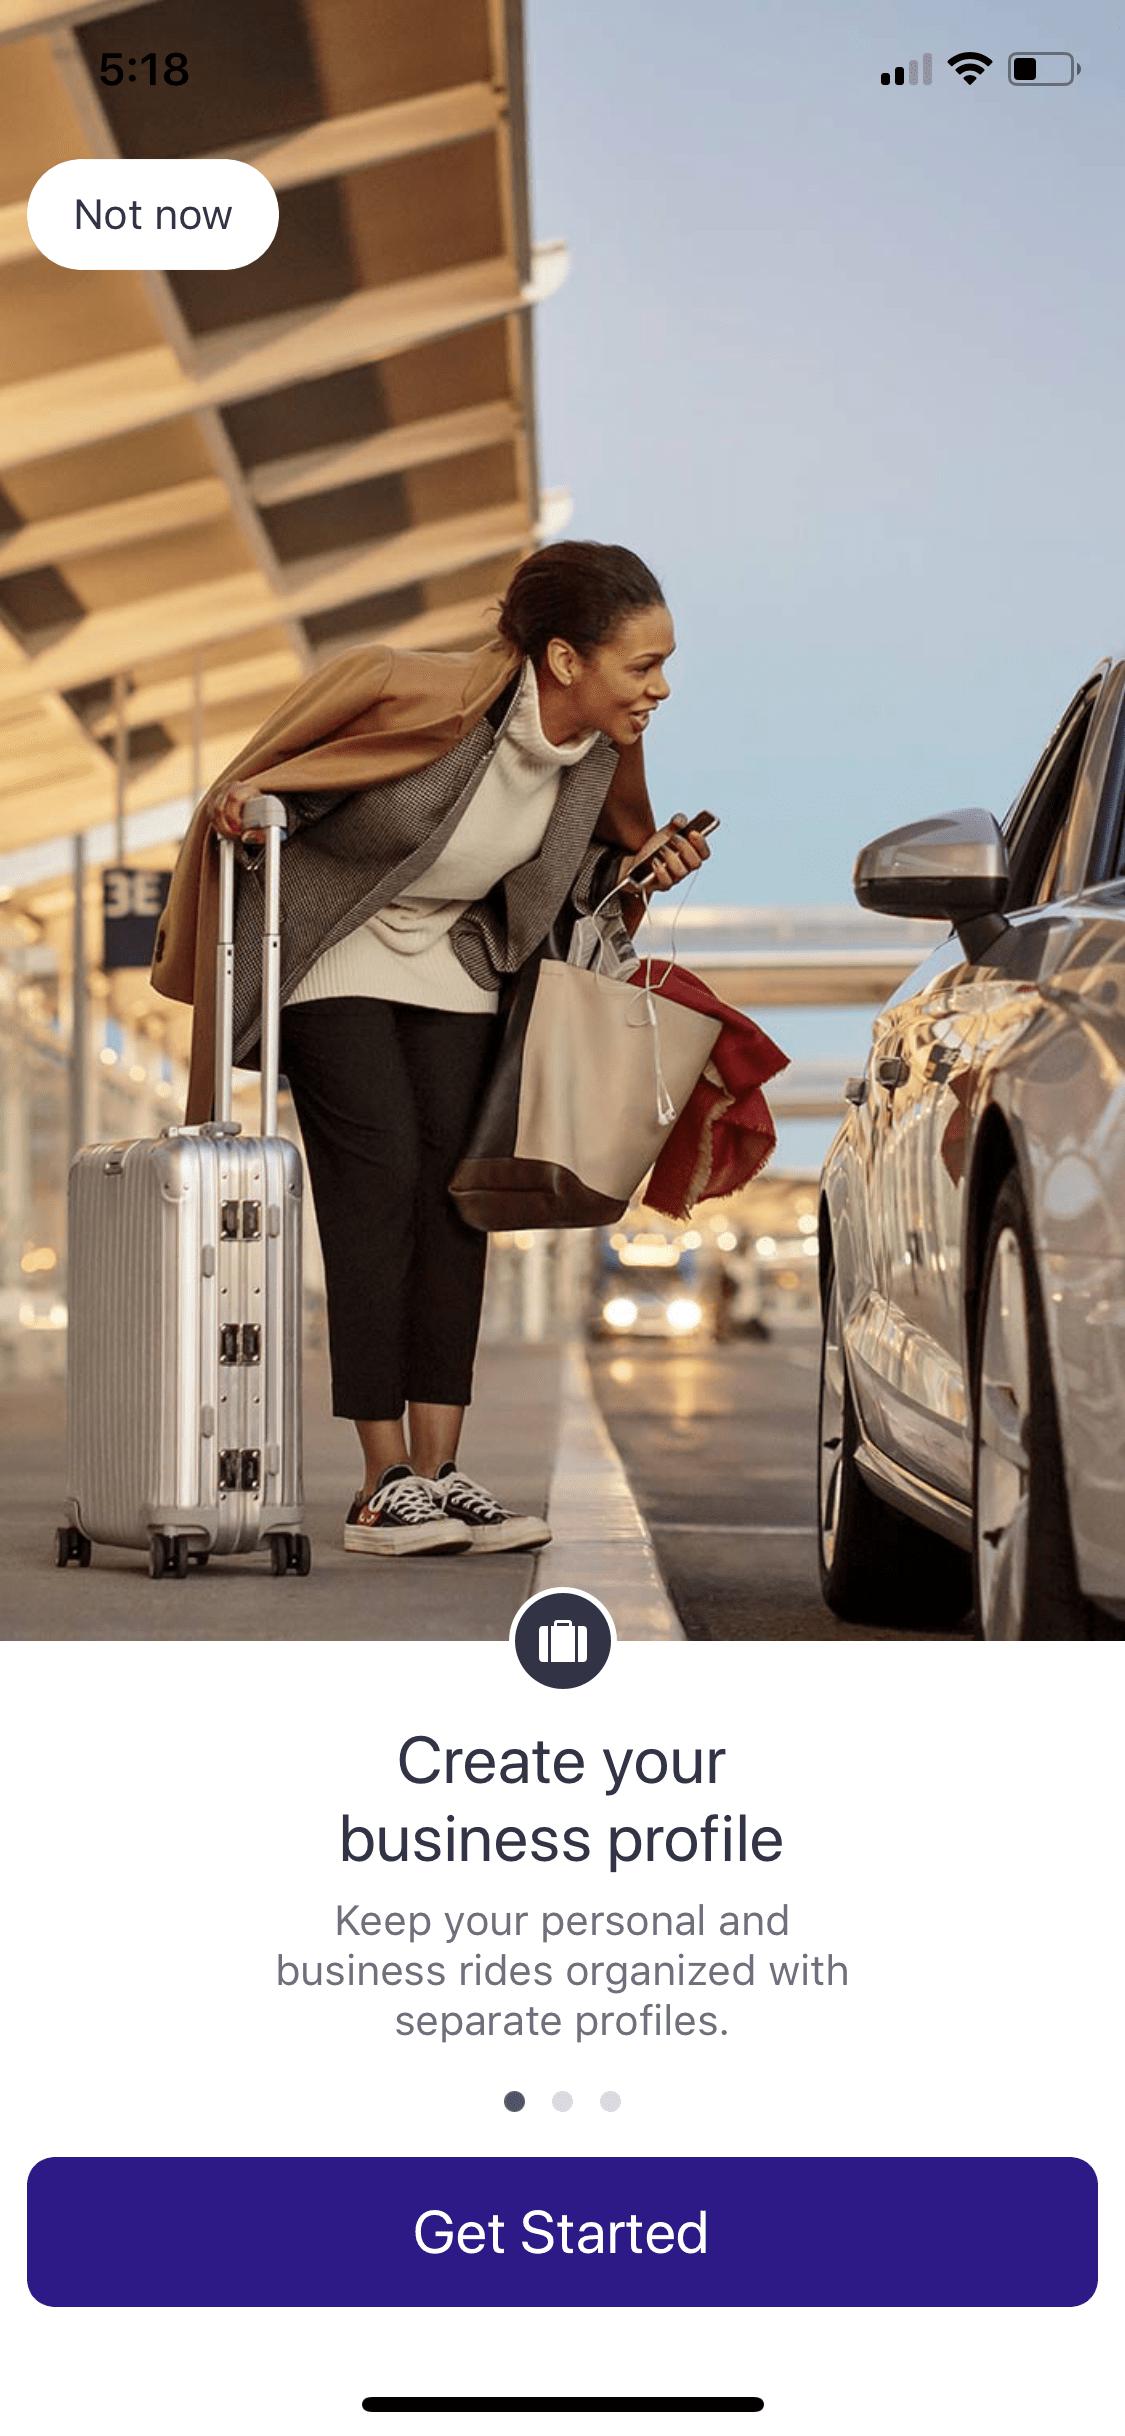 5:18
Not now
3E
Create your
business profile
Keep your personal and
business rides organized with
separate profiles.
Get Started